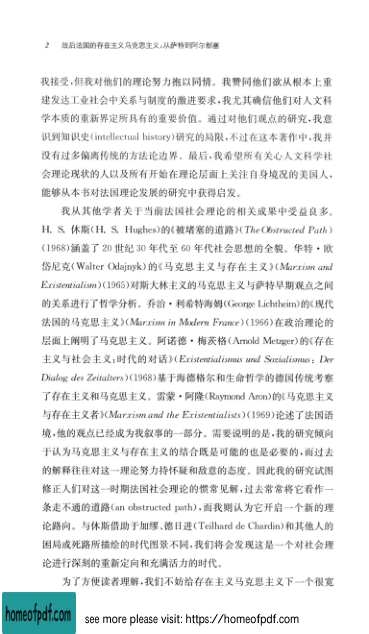 2 战后法国的存在主义马克思主义：从萨特到阿尔都塞
我接受，但我对他们的理论努力抱以同情。我赞同他们欲从根本上重
建发达工业社会中关系与制度的激进要求，我尤其确信他们对人文科
学本质的重新界定所具有的重要价值。通过对他们观点的研究，我意
识到知识史(intellectual history)研究的局限，不过在这本著作中，我并
没有过多偏离传统的方法论边界。最后，我希望所有关心人文科学社
会理论现状的人以及所有开始在理论层面上关注自身境况的美国人，
能够从本书对法国理论发展的研究中获得启发。
我从其他学者关于当前法国社会理论的相关成果中受益良多。
H. S. 休斯(H. S. Hughes)的《被堵塞的道路》(The Obstructed Path)
(1968)涵盖了 20 世纪 30 年代至 60 年代社会思想的全貌。华特·欧
岱尼克(Walter Odajnyk)的《马克思主义与存在主义》(Marxism and
Existentialism)(1965)对斯大林主义的马克思主义与萨特早期观点之间
的关系进行了哲学分析。乔治·利希特海姆(George Lichtheim)的《现代
法国的马克思主义》(Marxism in Modern France)(1966)在政治理论的
层面上阐明了马克思主义。阿诺德·梅茨格(Arnold Metzger)的《存在
主义与社会主义：时代的对话》(Existentialismus und Sozialismus: Der
Dialog des Zeitalters)(1968)基于海德格尔和生命哲学的德国传统考察
了存在主义和马克思主义。雷蒙·阿隆(Raymond Aron)的《马克思主义
与存在主义者》(Marxism and the Existentialists)(1969)论述了法国语
境，他的观点已经成为我叙事的一部分。需要说明的是，我的研究倾向
于认为马克思主义与存在主义的结合既是可能的也是必要的，而过去
的解释往往对这一理论努力持怀疑和敌意的态度。因此我的研究试图
修正人们对这一时期法国社会理论的惯常见解，过去常常将它看作一
条走不通的道路(an obstructed path)，而我则认为它开启一个新的理
论路向。与休斯借助于加缪、德日进(Teilhard de Chardin)和其他人的
困局或死路所描绘的时代图景不同，我们将会发现这是一个对社会理
论进行深刻的重新定向和充满活力的时代。
为了方便读者理解，我们不妨给存在主义马克思主义下一个很宽
homeofpdf.com
see more please visit: https://homeofpdf.com